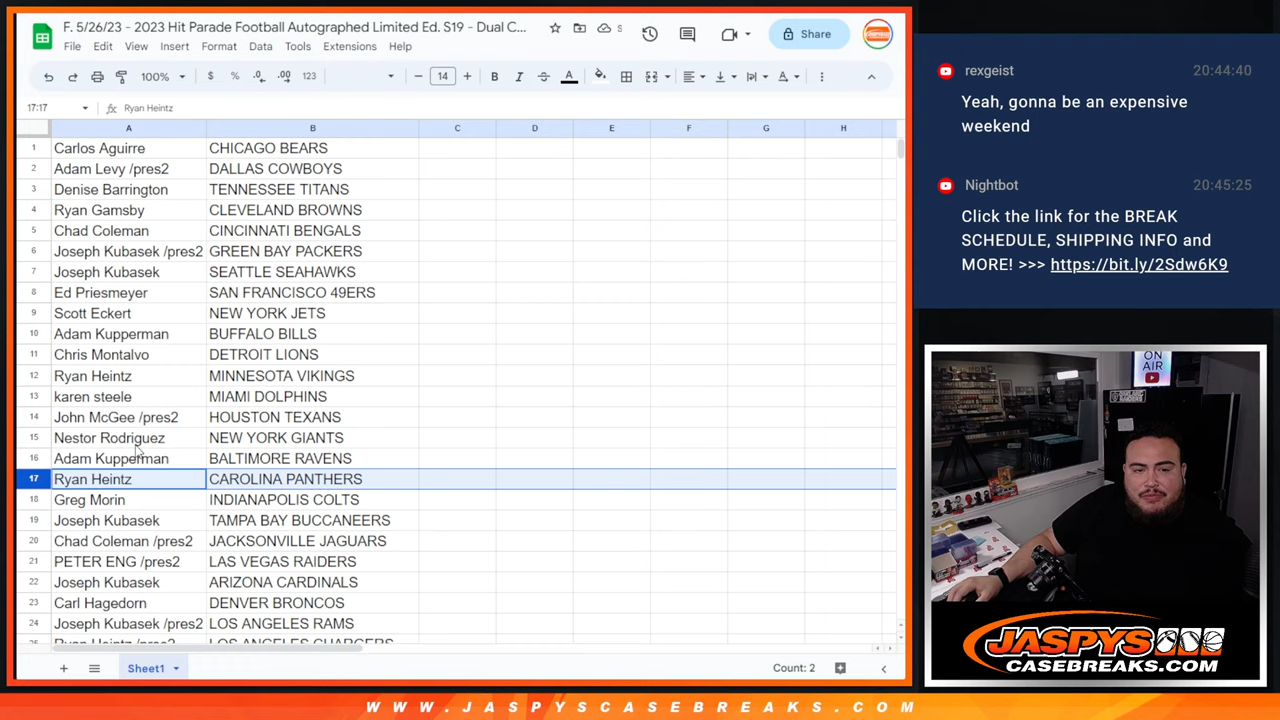 F. 5/26/23 - 2023 Hit Parade Football Autographed Limited Ed. S19 - Dual C...
Share
File Edit View Insert Format Data Tools Extensions Help
100% $ % .0 .00 123 14 B I A
17:17 Ryan Heintz
A B C D E F G H
1 Carlos Aguirre CHICAGO BEARS
2 Adam Levy /pres2 DALLAS COWBOYS
3 Denise Barrington TENNESSEE TITANS
4 Ryan Gamsby CLEVELAND BROWNS
5 Chad Coleman CINCINNATI BENGALS
6 Joseph Kubasek /pres2 GREEN BAY PACKERS
7 Joseph Kubasek SEATTLE SEAHAWKS
8 Ed Priesmeyer SAN FRANCISCO 49ERS
9 Scott Eckert NEW YORK JETS
10 Adam Kupperman BUFFALO BILLS
11 Chris Montalvo DETROIT LIONS
12 Ryan Heintz MINNESOTA VIKINGS
13 karen steele MIAMI DOLPHINS
14 John McGee /pres2 HOUSTON TEXANS
15 Nestor Rodriguez NEW YORK GIANTS
16 Adam Kupperman BALTIMORE RAVENS
17 Ryan Heintz CAROLINA PANTHERS
18 Greg Morin INDIANAPOLIS COLTS
19 Joseph Kubasek TAMPA BAY BUCCANEERS
20 Chad Coleman /pres2 JACKSONVILLE JAGUARS
21 PETER ENG /pres2 LAS VEGAS RAIDERS
22 Joseph Kubasek ARIZONA CARDINALS
23 Carl Hagedorn DENVER BRONCOS
24 Joseph Kubasek /pres2 LOS ANGELES RAMS
25 Ryan Heintz /pres2 LOS ANGELES CHARGERS
Sheet1
Count: 2
rexgeist 20:44:40
Yeah, gonna be an expensive
weekend
Nightbot 20:45:25
Click the link for the BREAK
SCHEDULE, SHIPPING INFO and
MORE! >>> https://bit.ly/2Sdw6K9
ON
AIR
JASPYS
CASEBREAKS.COM
WWW.JASPYSCASEBREAKS.COM